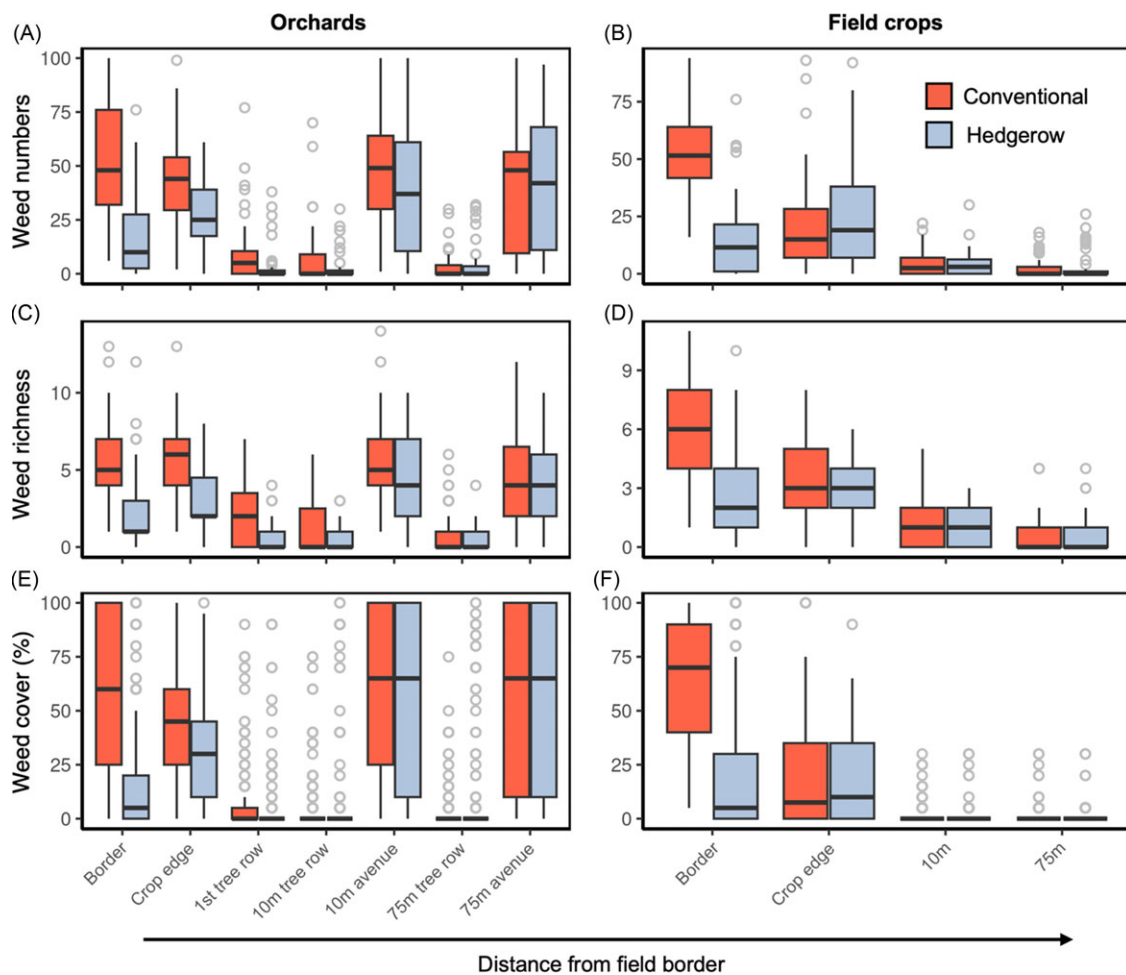 Orchards
Field crops
(A)
(B)
Weed numbers
100
75
50
25
0
75
50
25
0
Conventional
Hedgerow
(C)
(D)
Weed richness
10
5
0
9
6
3
0
(E)
(F)
Weed cover (%)
100
75
50
25
0
100
75
50
25
0
Border
Crop edge
1st tree row
10m tree row
10m avenue
75m tree row
75m avenue
Border
Crop edge
10m
75m
Distance from field border